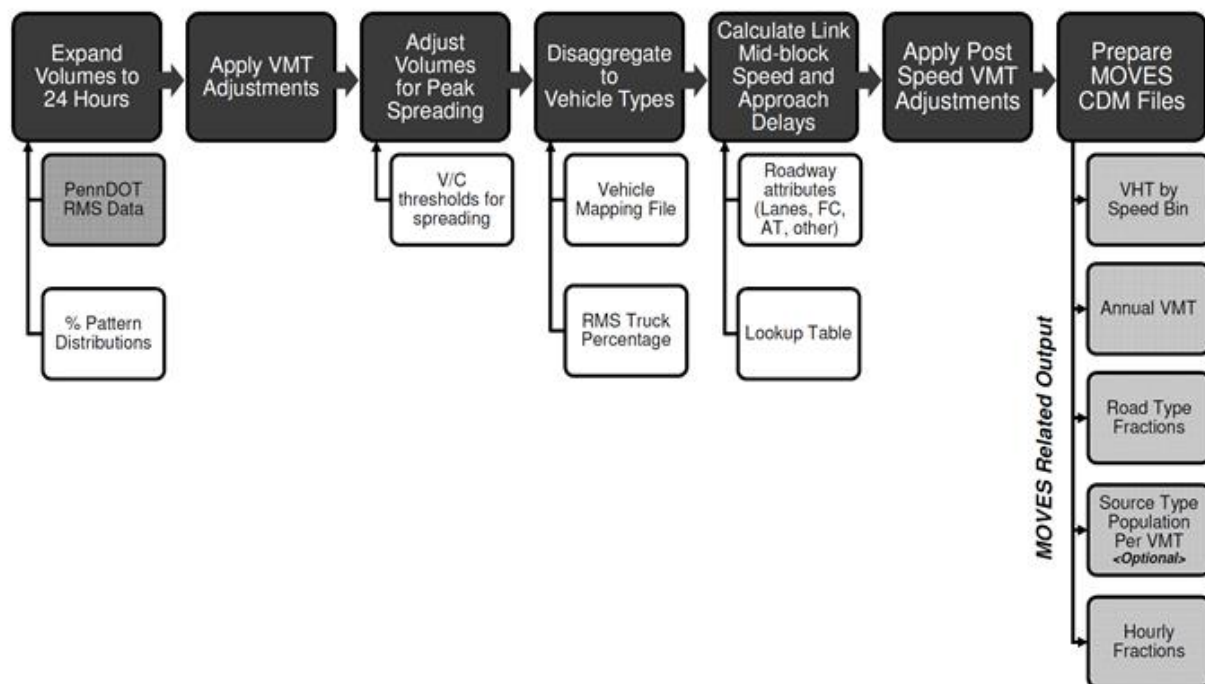 Expand
Volumes to
24 Hours
Apply VMT
Adjustments
Adjust
Volumes
for Peak
Spreading
Disaggregate
to
Vehicle Types
Calculate Link
Mid-block
Speed and
Approach
Delays
Apply Post
Speed VMT
Adjustments
Prepare
MOVES
CDM Files
PennDOT
RMS Data
% Pattern
Distributions
V/C
thresholds for
spreading
Vehicle
Mapping File
RMS Truck
Percentage
Roadway
attributes
(Lanes, FC,
AT, other)
Lookup Table
MOVES Related Output
VHT by
Speed Bin
Annual VMT
Road Type
Fractions
Source Type
Population
Per VMT
<Optional>
Hourly
Fractions